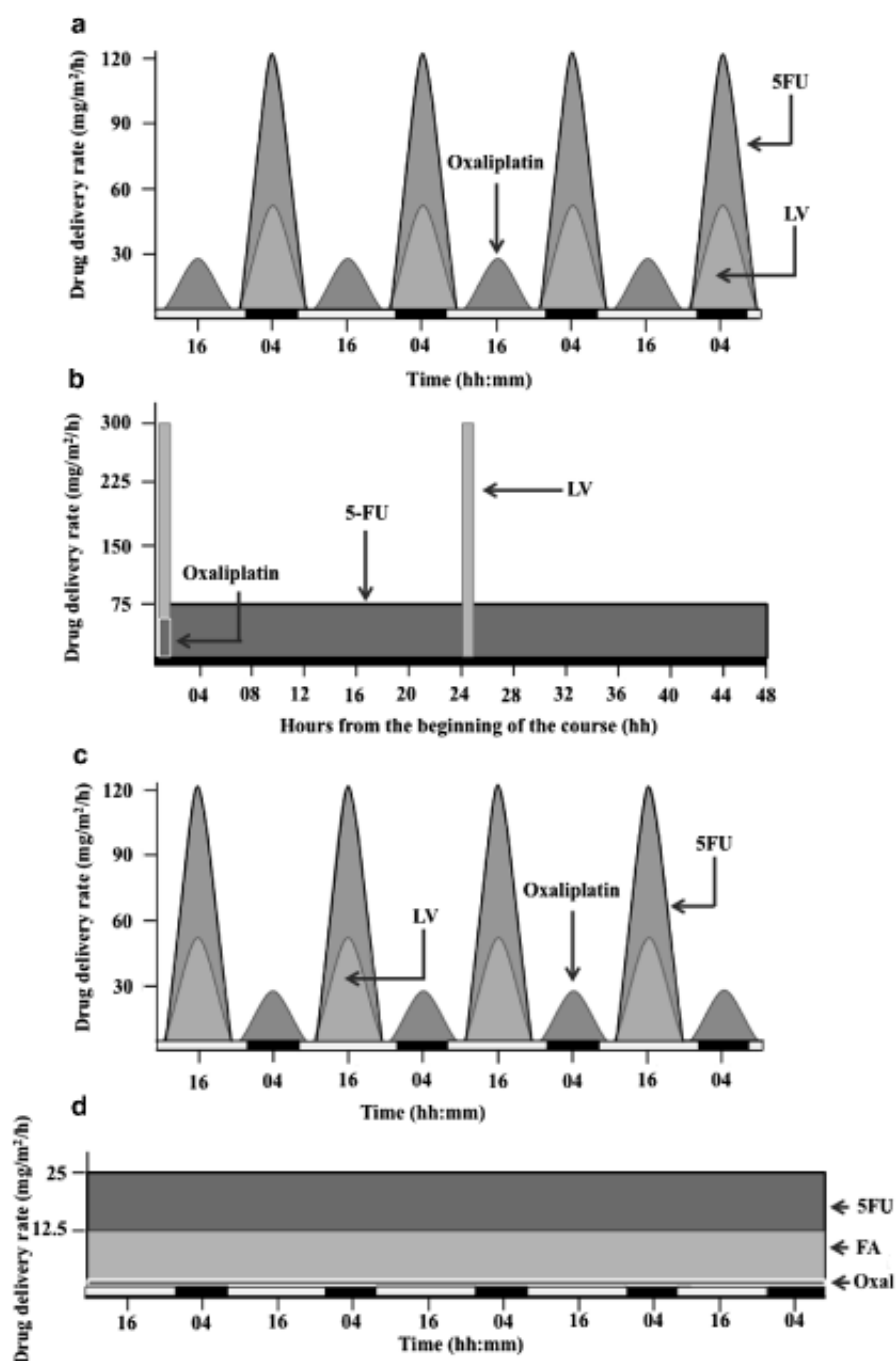 a
Drug delivery rate (mg/m²/h)
120
90
60
30
Oxaliplatin
5FU
LV
16 04 16 04 16 04 16 04
Time (hh:mm)
b
Drug delivery rate (mg/m²/h)
300
225
150
75
Oxaliplatin
5-FU
LV
04 08 12 16 20 24 28 32 36 40 44 48
Hours from the beginning of the course (hh)
c
Drug delivery rate (mg/m²/h)
120
90
60
30
LV
Oxaliplatin
5FU
16 04 16 04 16 04 16 04
Time (hh:mm)
d
Drug delivery rate (mg/m²/h)
25
12.5
5FU
FA
Oxal
16 04 16 04 16 04 16 04 16 04
Time (hh:mm)